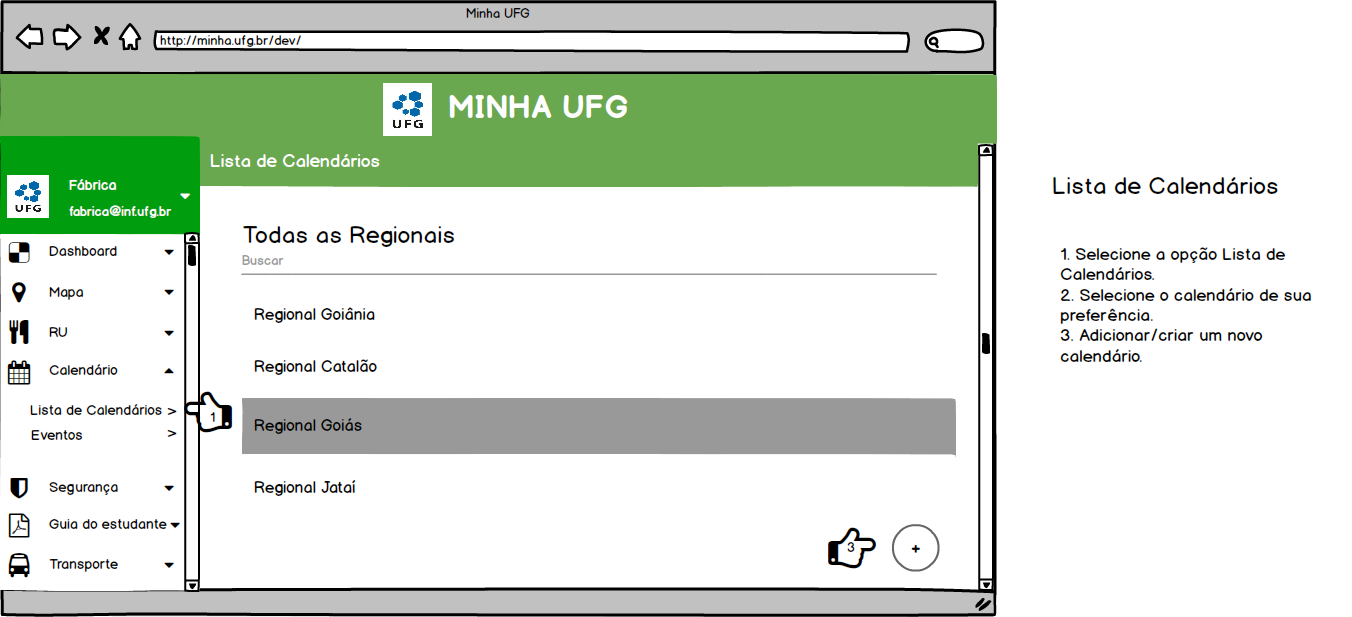 Minha UFG
http://minha.ufg.br/dev/
UFG
MINHA UFG
Lista de Calendários
UFG
Fábrica
fabrica@inf.ufg.br
Dashboard
Mapa
RU
Calendário
Lista de Calendários >
Eventos >
Segurança
Guia do estudante
Transporte
1
Todas as Regionais
Buscar
Regional Goiânia
Regional Catalão
Regional Goiás
Regional Jataí
3
+
Lista de Calendários
1. Selecione a opção Lista de
Calendários.
2. Selecione o calendário de sua
preferência.
3. Adicionar/criar um novo
calendário.